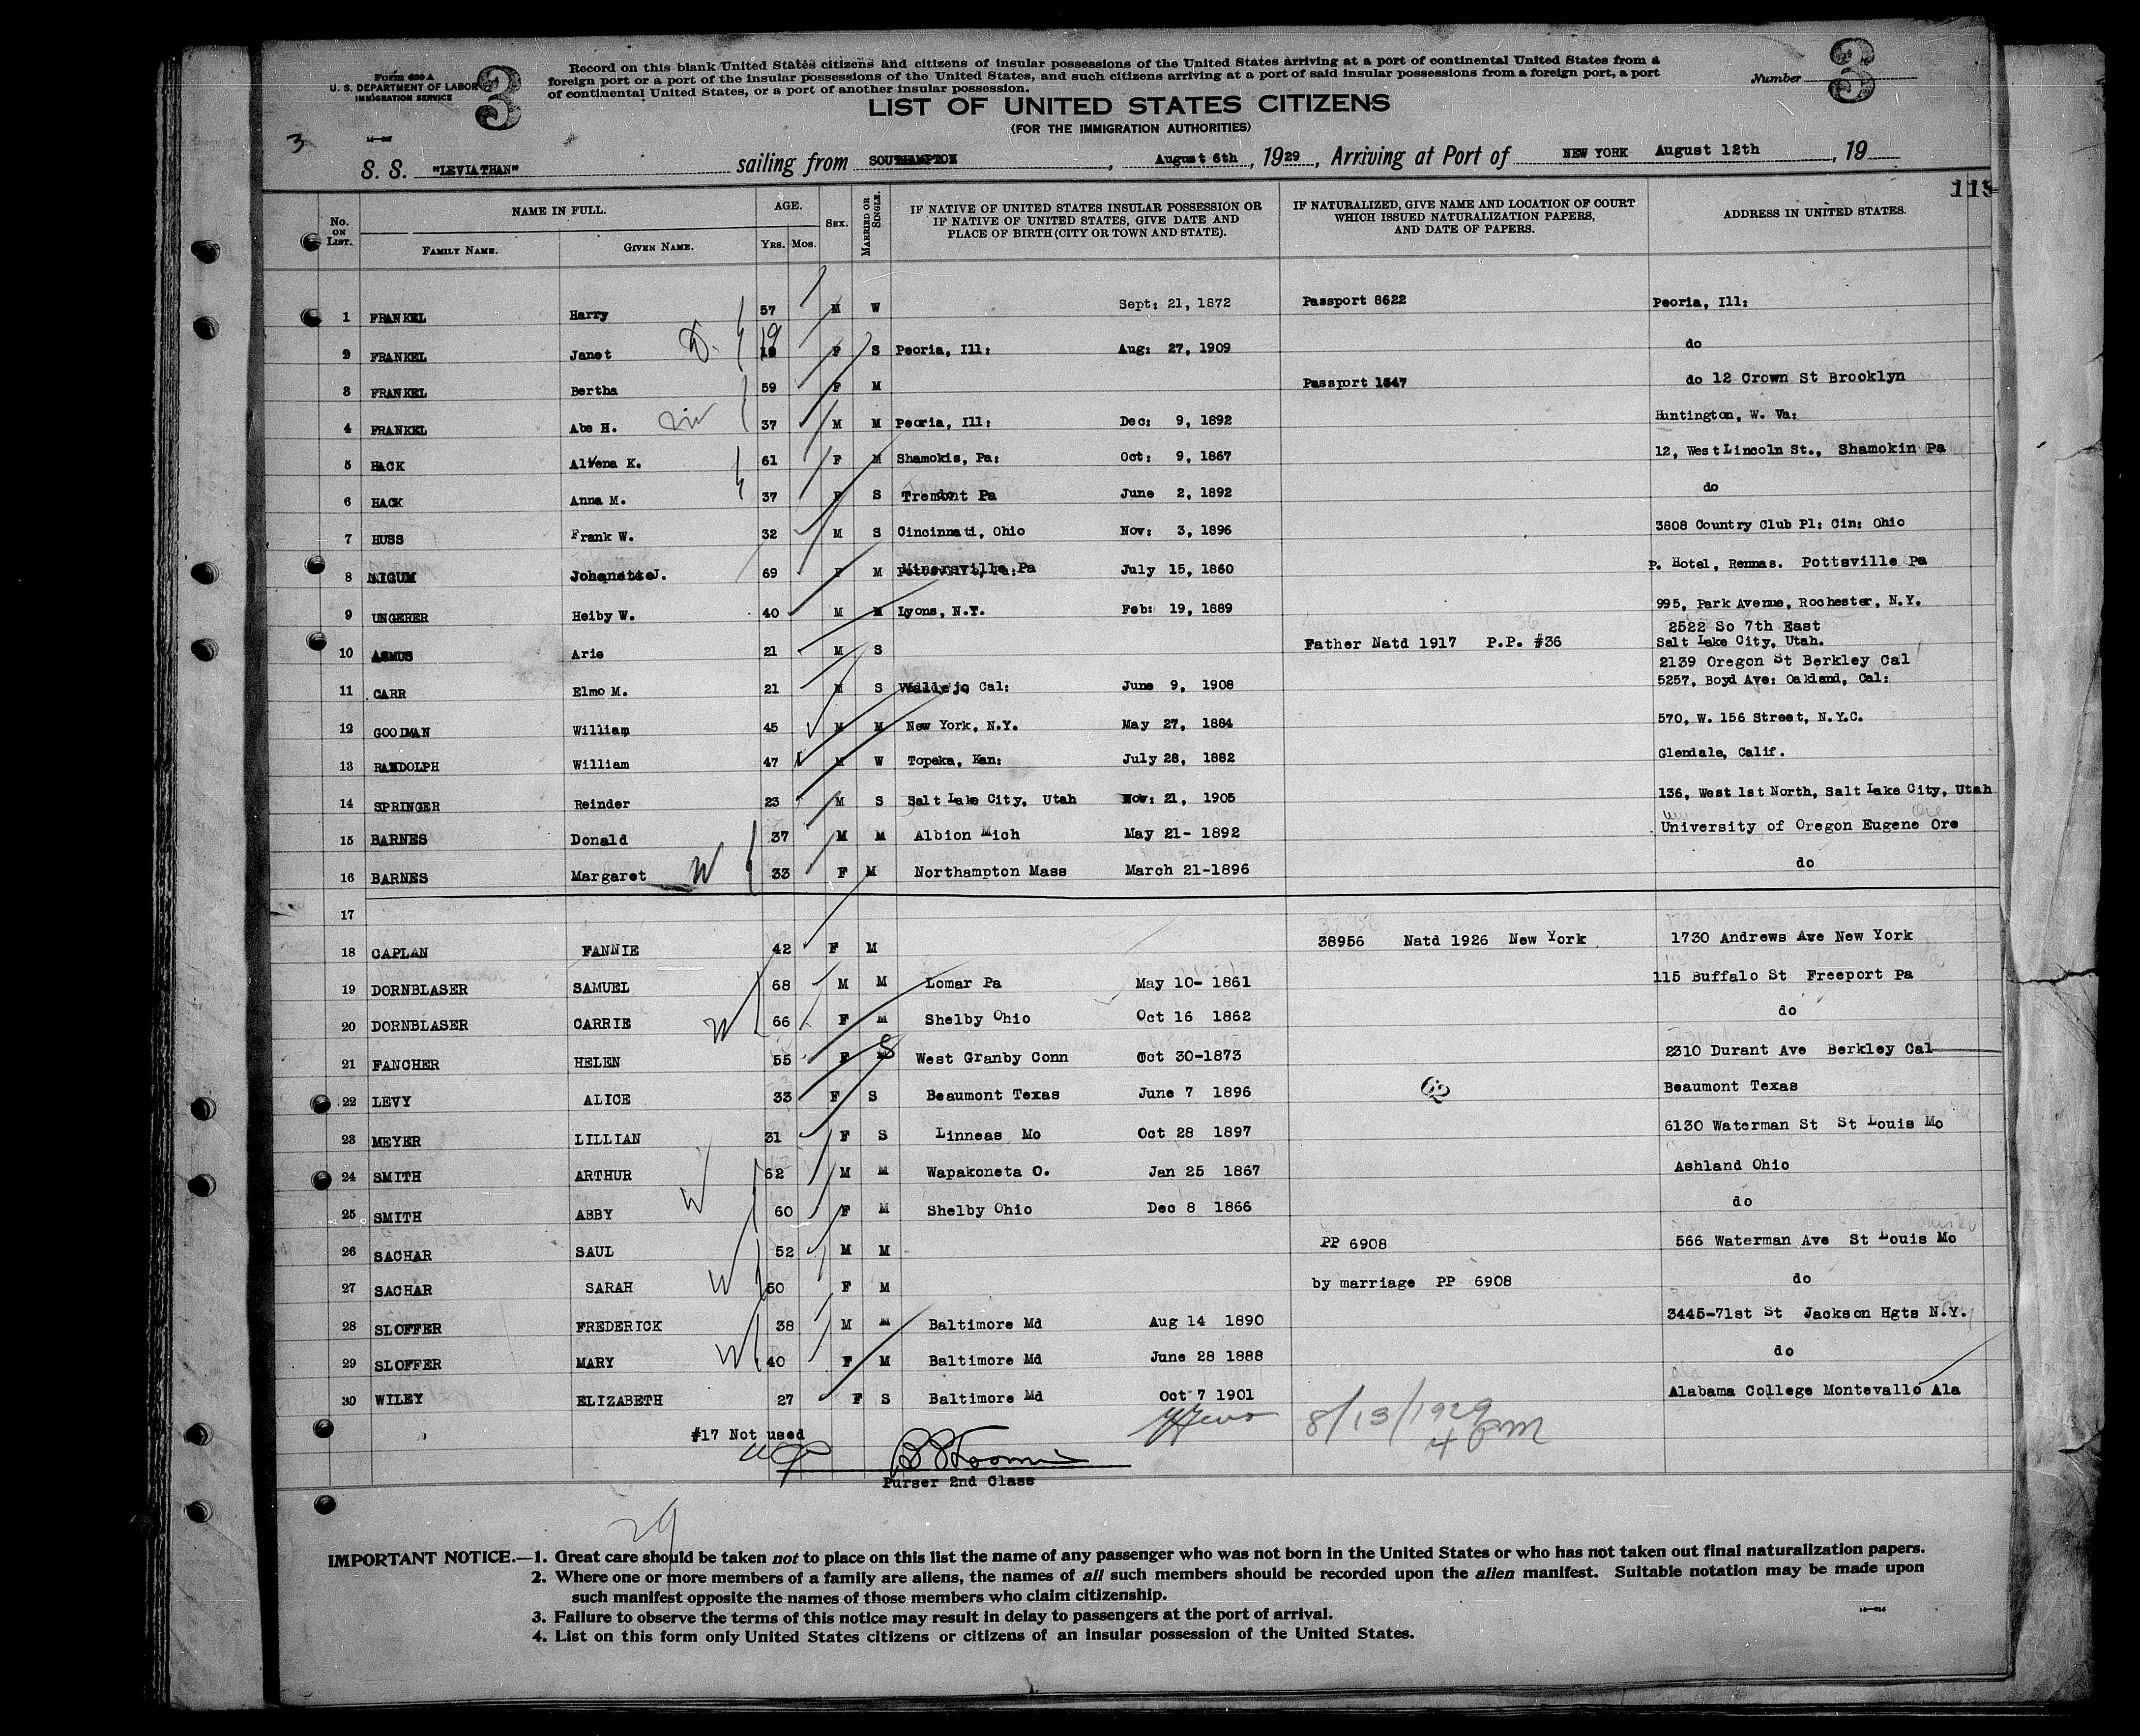 Form 630 A
U. S. DEPARTMENT OF LABOR
IMMIGRATION SERVICE
3
Record on this blank United States citizens and citizens of insular possessions of the United States arriving at a port of continental United States from a
foreign port or a port of the insular possessions of the United States, and such citizens arriving at a port of said insular possessions from a foreign port, a port
of continental United States, or a port of another insular possession.
Number 3
LIST OF UNITED STATES CITIZENS
(FOR THE IMMIGRATION AUTHORITIES)
3
S. S. "LEVIATHAN" sailing from SOUTHAMPTON, August 6th, 1929, Arriving at Port of NEW YORK August 12th, 19
113
No. ON LIST. NAME IN FULL. FAMILY NAME. GIVEN NAME. AGE. YRS. MOS. SEX. MARRIED OR SINGLE. IF NATIVE OF UNITED STATES INSULAR POSSESSION OR IF NATIVE OF UNITED STATES, GIVE DATE AND PLACE OF BIRTH (CITY OR TOWN AND STATE). IF NATURALIZED, GIVE NAME AND LOCATION OF COURT WHICH ISSUED NATURALIZATION PAPERS, AND DATE OF PAPERS. ADDRESS IN UNITED STATES.
1 FRANKEL Harry 57 M W Sept: 21, 1872 Passport 8622 Peoria, Ill:
2 FRANKEL Janet D. 19 F S Peoria, Ill: Aug: 27, 1909 do
3 FRANKEL Bertha 59 F M Passport 1547 do 12 Crown St Brooklyn
4 FRANKEL Abe H. 37 M M Peoria, Ill: Dec: 9, 1892 Huntington, W. Va:
5 HACK Alvena K. 61 F M Shamokis, Pa: Oct: 9, 1867 12, West Lincoln St., Shamokin Pa
6 HACK Anna M. 37 F S Tremont Pa June 2, 1892 do
7 HUSS Frank W. 32 M S Cincinnati, Ohio Nov: 3, 1896 3808 Country Club Pl: Cin: Ohio
8 J. 69 F M Minersville Pa July 15, 1860 P. Hotel, Rennas. Pottsville Pa
9 UNGERER Heiby W. 40 M M Lyons, N.Y. Feb: 19, 1889 995, Park Avenue, Rochester, N.Y.
2522 So 7th East
10 ASMUS Arie 21 M S Father Natd 1917 P.P. #36 Salt Lake City, Utah.
2139 Oregon St Berkley Cal
11 CARR Elmo M. 21 M S Vallejo Cal: June 9, 1908 5257, Boyd Ave: Oakland, Cal:
12 GOODMAN William 45 M M New York, N.Y. May 27, 1884 570, W. 156 Street, N.Y.C.
13 RANDOLPH William 47 M W Topeka, Kan: July 28, 1882 Glendale, Calif.
14 SPRINGER Reinder 23 M S Salt Lake City, Utah Nov: 21, 1905 136, West 1st North, Salt Lake City, Utah
15 BARNES Donald 37 M M Albion Mich May 21- 1892 University of Oregon Eugene Ore
16 BARNES Margaret W 33 F M Northampton Mass March 21-1896 do
17
18 CAPLAN FANNIE 42 F M 38956 Natd 1926 New York 1730 Andrews Ave New York
19 DORNBLASER SAMUEL 68 M M Lomar Pa May 10- 1861 115 Buffalo St Freeport Pa
20 DORNBLASER CARRIE W 66 F M Shelby Ohio Oct 16 1862 do
21 FANCHER HELEN 55 F S West Granby Conn Oct 30-1873 2310 Durant Ave Berkley Cal
22 LEVY ALICE 33 F S Beaumont Texas June 7 1896 Beaumont Texas
23 MEYER LILLIAN 31 F S Linneas Mo Oct 28 1897 6130 Waterman St St Louis Mo
24 SMITH ARTHUR 62 M M Wapakoneta O. Jan 25 1867 Ashland Ohio
25 SMITH ABBY W 60 F M Shelby Ohio Dec 8 1866 do
26 SACHAR SAUL 52 M M PP 6908 566 Waterman Ave St Louis Mo
27 SACHAR SARAH W 50 F M by marriage PP 6908 do
28 SLOFFER FREDERICK 38 M M Baltimore Md Aug 14 1890 3445-71st St Jackson Hgts N.Y.
29 SLOFFER MARY W 40 F M Baltimore Md June 28 1888 do
30 WILEY ELIZABETH 27 F S Baltimore Md Oct 7 1901 Alabama College Montevallo Ala
8/13/1929
4 pm
#17 Not used
Purser 2nd Class
29
IMPORTANT NOTICE.—1. Great care should be taken not to place on this list the name of any passenger who was not born in the United States or who has not taken out final naturalization papers.
2. Where one or more members of a family are aliens, the names of all such members should be recorded upon the alien manifest. Suitable notation may be made upon
such manifest opposite the names of those members who claim citizenship.
3. Failure to observe the terms of this notice may result in delay to passengers at the port of arrival.
4. List on this form only United States citizens or citizens of an insular possession of the United States.